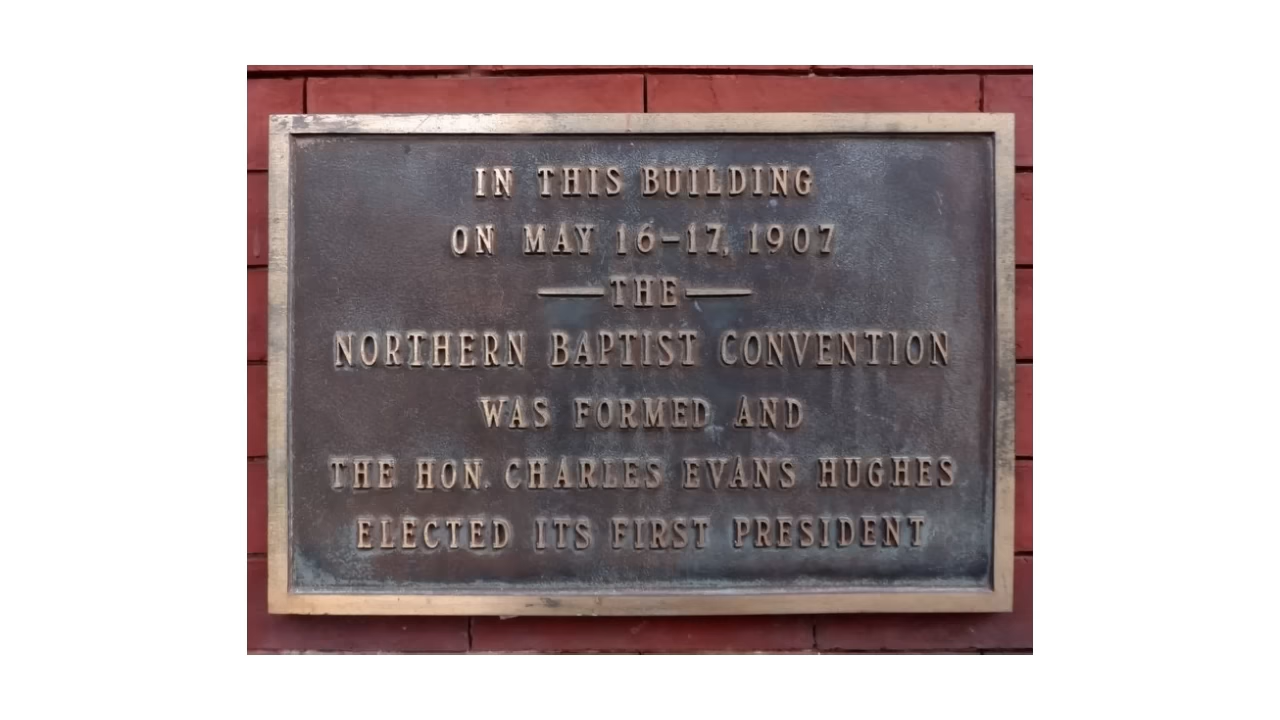 IN THIS BUILDING
ON MAY 16-17, 1907
THE
NORTHERN BAPTIST CONVENTION
WAS FORMED AND
THE HON. CHARLES EVANS HUGHES
ELECTED ITS FIRST PRESIDENT